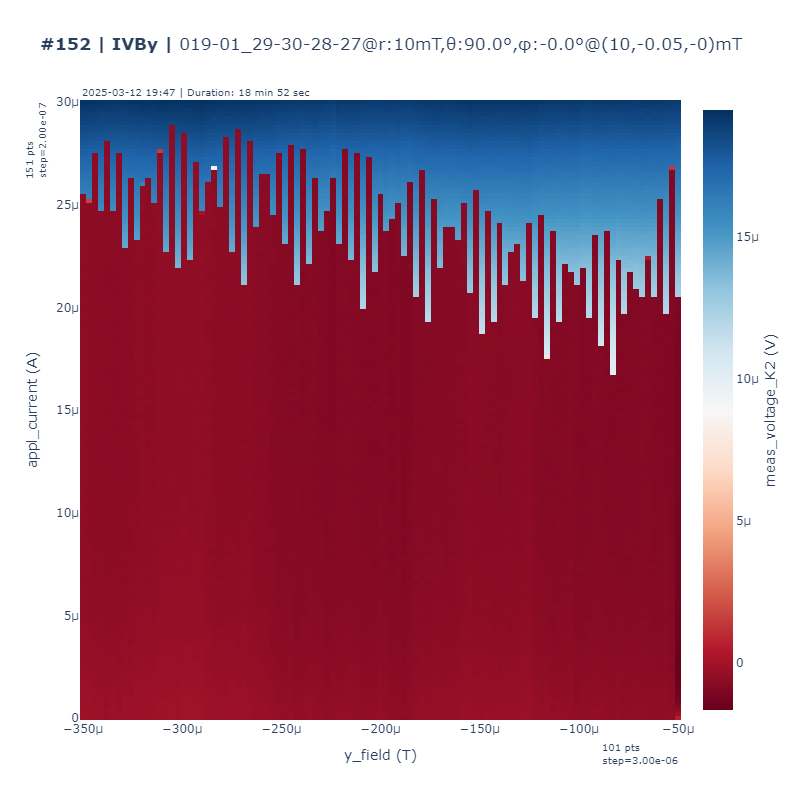 #152 | IVBy | 019-01_29-30-28-27@r:10mT,θ:90.0°,φ:-0.0°@(10,-0.05,-0)mT
2025-03-12 19:47 | Duration: 18 min 52 sec
151 pts
step=2.00e-07
30μ
25μ
20μ
15μ
10μ
5μ
0
appl_current (A)
−350μ
−300μ
−250μ
−200μ
−150μ
−100μ
−50μ
y_field (T)
101 pts
step=3.00e-06
15μ
10μ
5μ
0
meas_voltage_K2 (V)